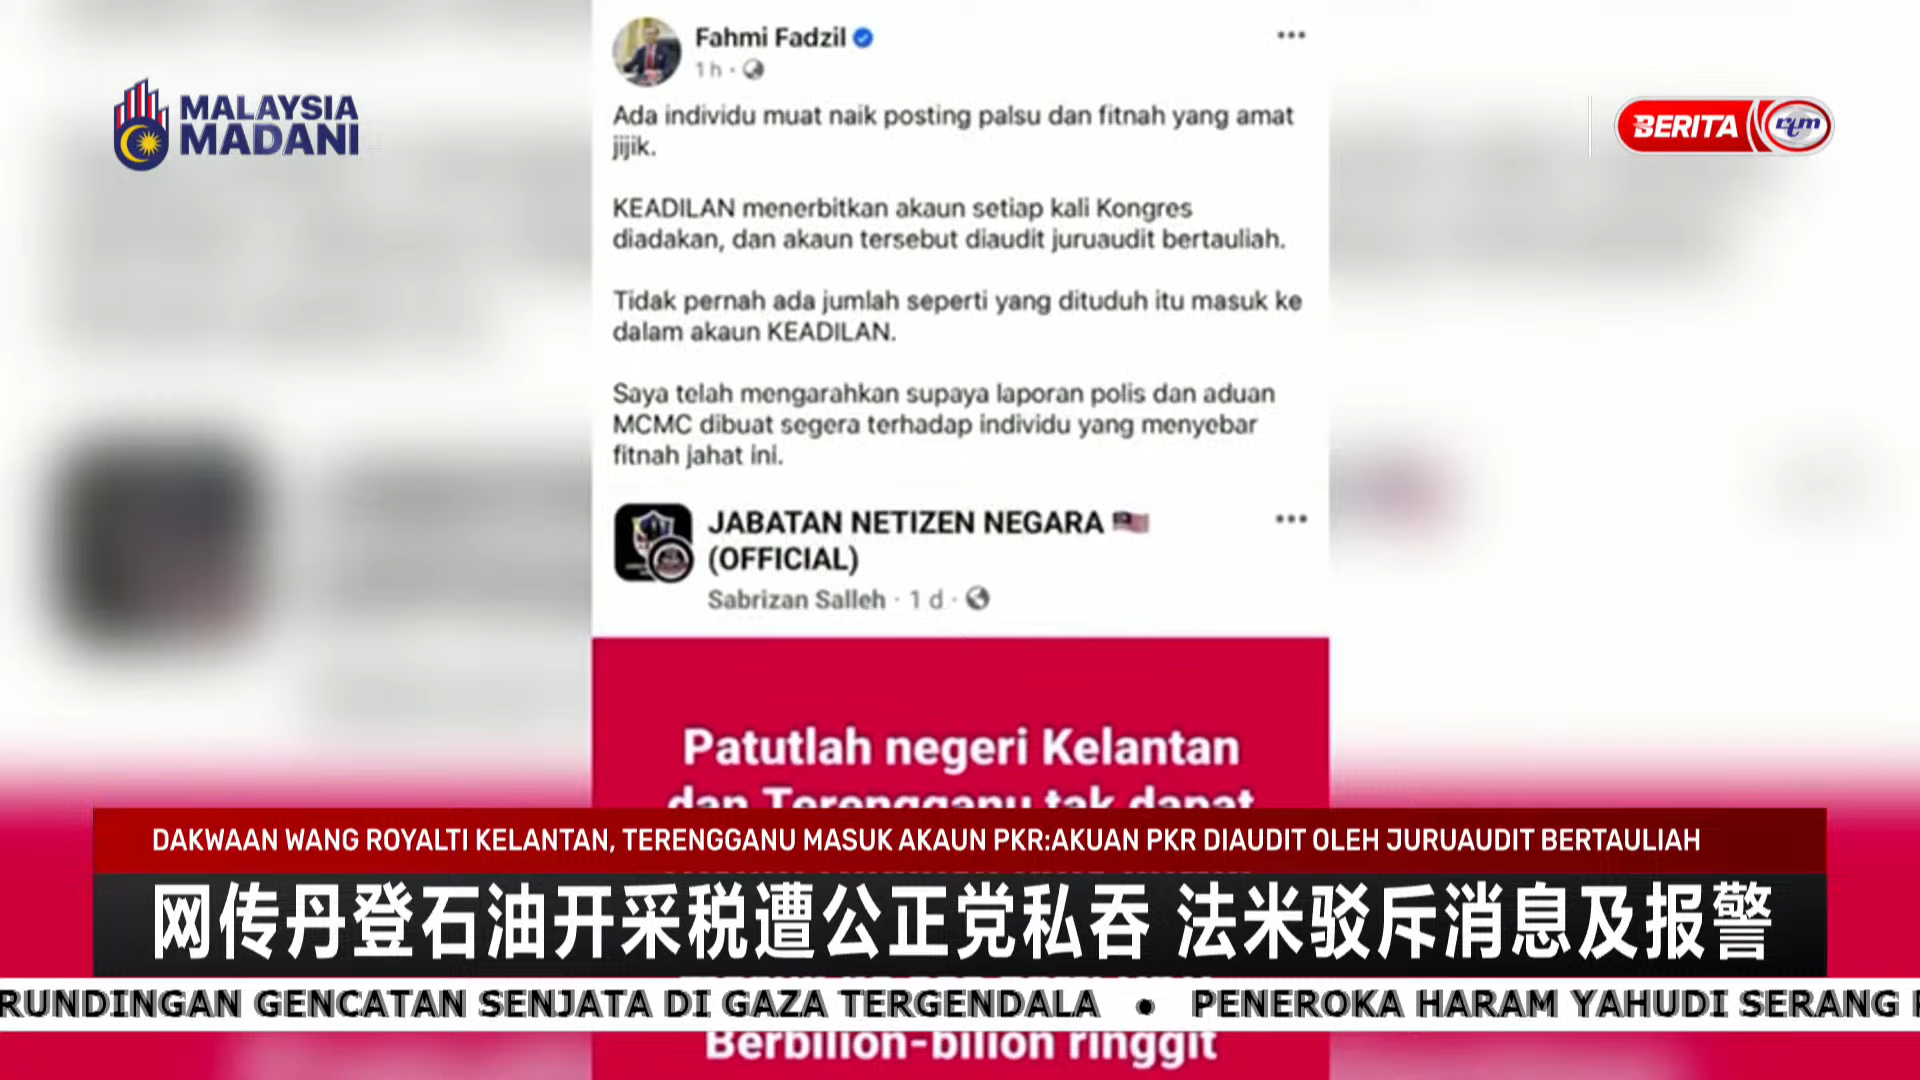 Fahmi Fadzil
1 h ·
Ada individu muat naik posting palsu dan fitnah yang amat
jijik.
KEADILAN menerbitkan akaun setiap kali Kongres
diadakan, dan akaun tersebut diaudit juruaudit bertauliah.
Tidak pernah ada jumlah seperti yang dituduh itu masuk ke
dalam akaun KEADILAN.
Saya telah mengarahkan supaya laporan polis dan aduan
MCMC dibuat segera terhadap individu yang menyebar
fitnah jahat ini.
JABATAN NETIZEN NEGARA
(OFFICIAL)
Sabrizan Salleh · 1 d ·
MALAYSIA
MADANI
BERITA rtm
Patutlah negeri Kelantan
dan Terengganu tak dapat
DAKWAAN WANG ROYALTI KELANTAN, TERENGGANU MASUK AKAUN PKR:AKUAN PKR DIAUDIT OLEH JURUAUDIT BERTAULIAH
网传丹登石油开采税遭公正党私吞 法米驳斥消息及报警
RUNDINGAN GENCATAN SENJATA DI GAZA TERGENDALA • PENEROKA HARAM YAHUDI SERANG
Berbilion-bilion ringgit